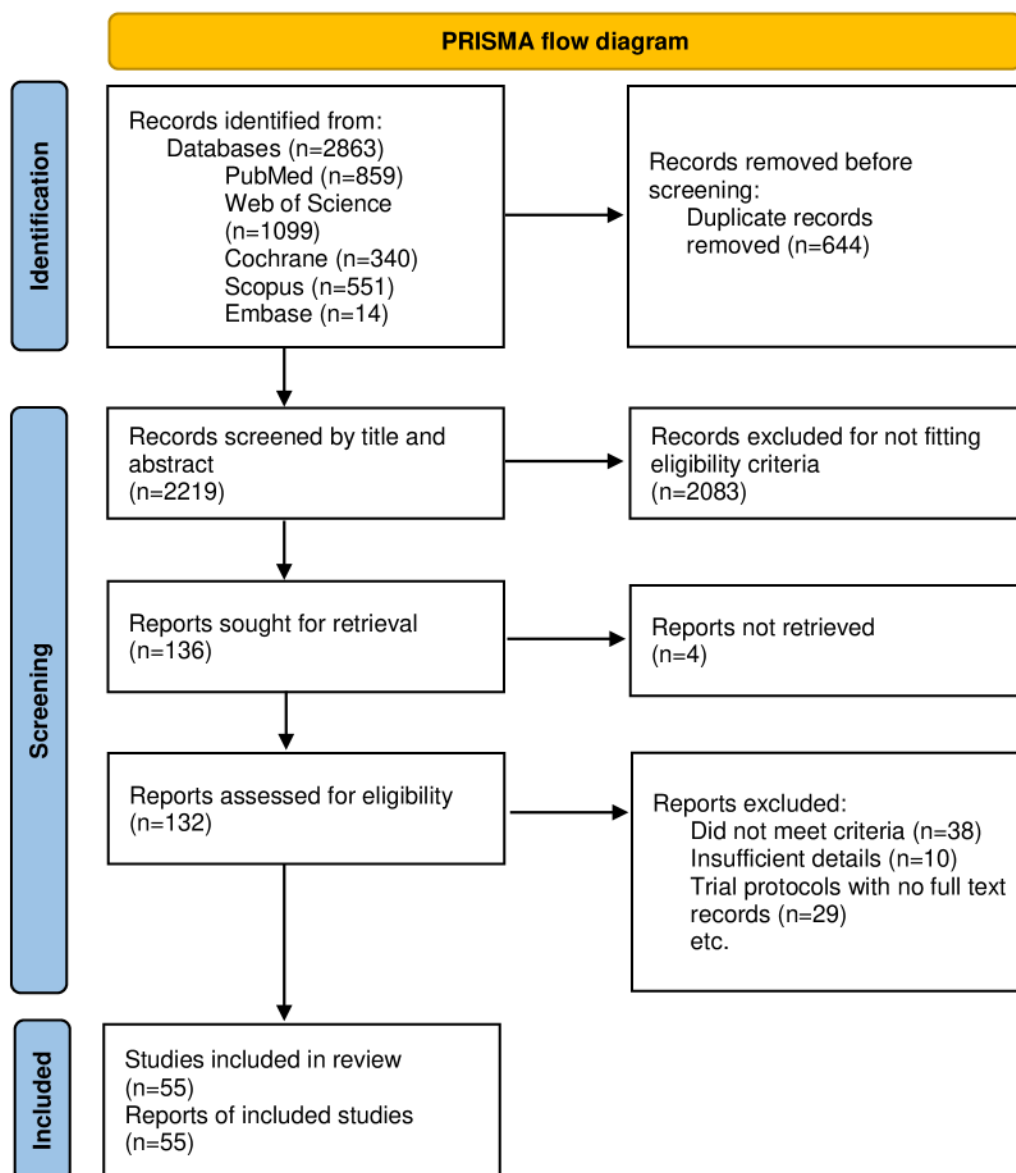 PRISMA flow diagram
Identification
Records identified from:
Databases (n=2863)
PubMed (n=859)
Web of Science
(n=1099)
Cochrane (n=340)
Scopus (n=551)
Embase (n=14)
Records removed before
screening:
Duplicate records
removed (n=644)
Screening
Records screened by title and
abstract
(n=2219)
Records excluded for not fitting
eligibility criteria
(n=2083)
Reports sought for retrieval
(n=136)
Reports not retrieved
(n=4)
Reports assessed for eligibility
(n=132)
Reports excluded:
Did not meet criteria (n=38)
Insufficient details (n=10)
Trial protocols with no full text
records (n=29)
etc.
Included
Studies included in review
(n=55)
Reports of included studies
(n=55)